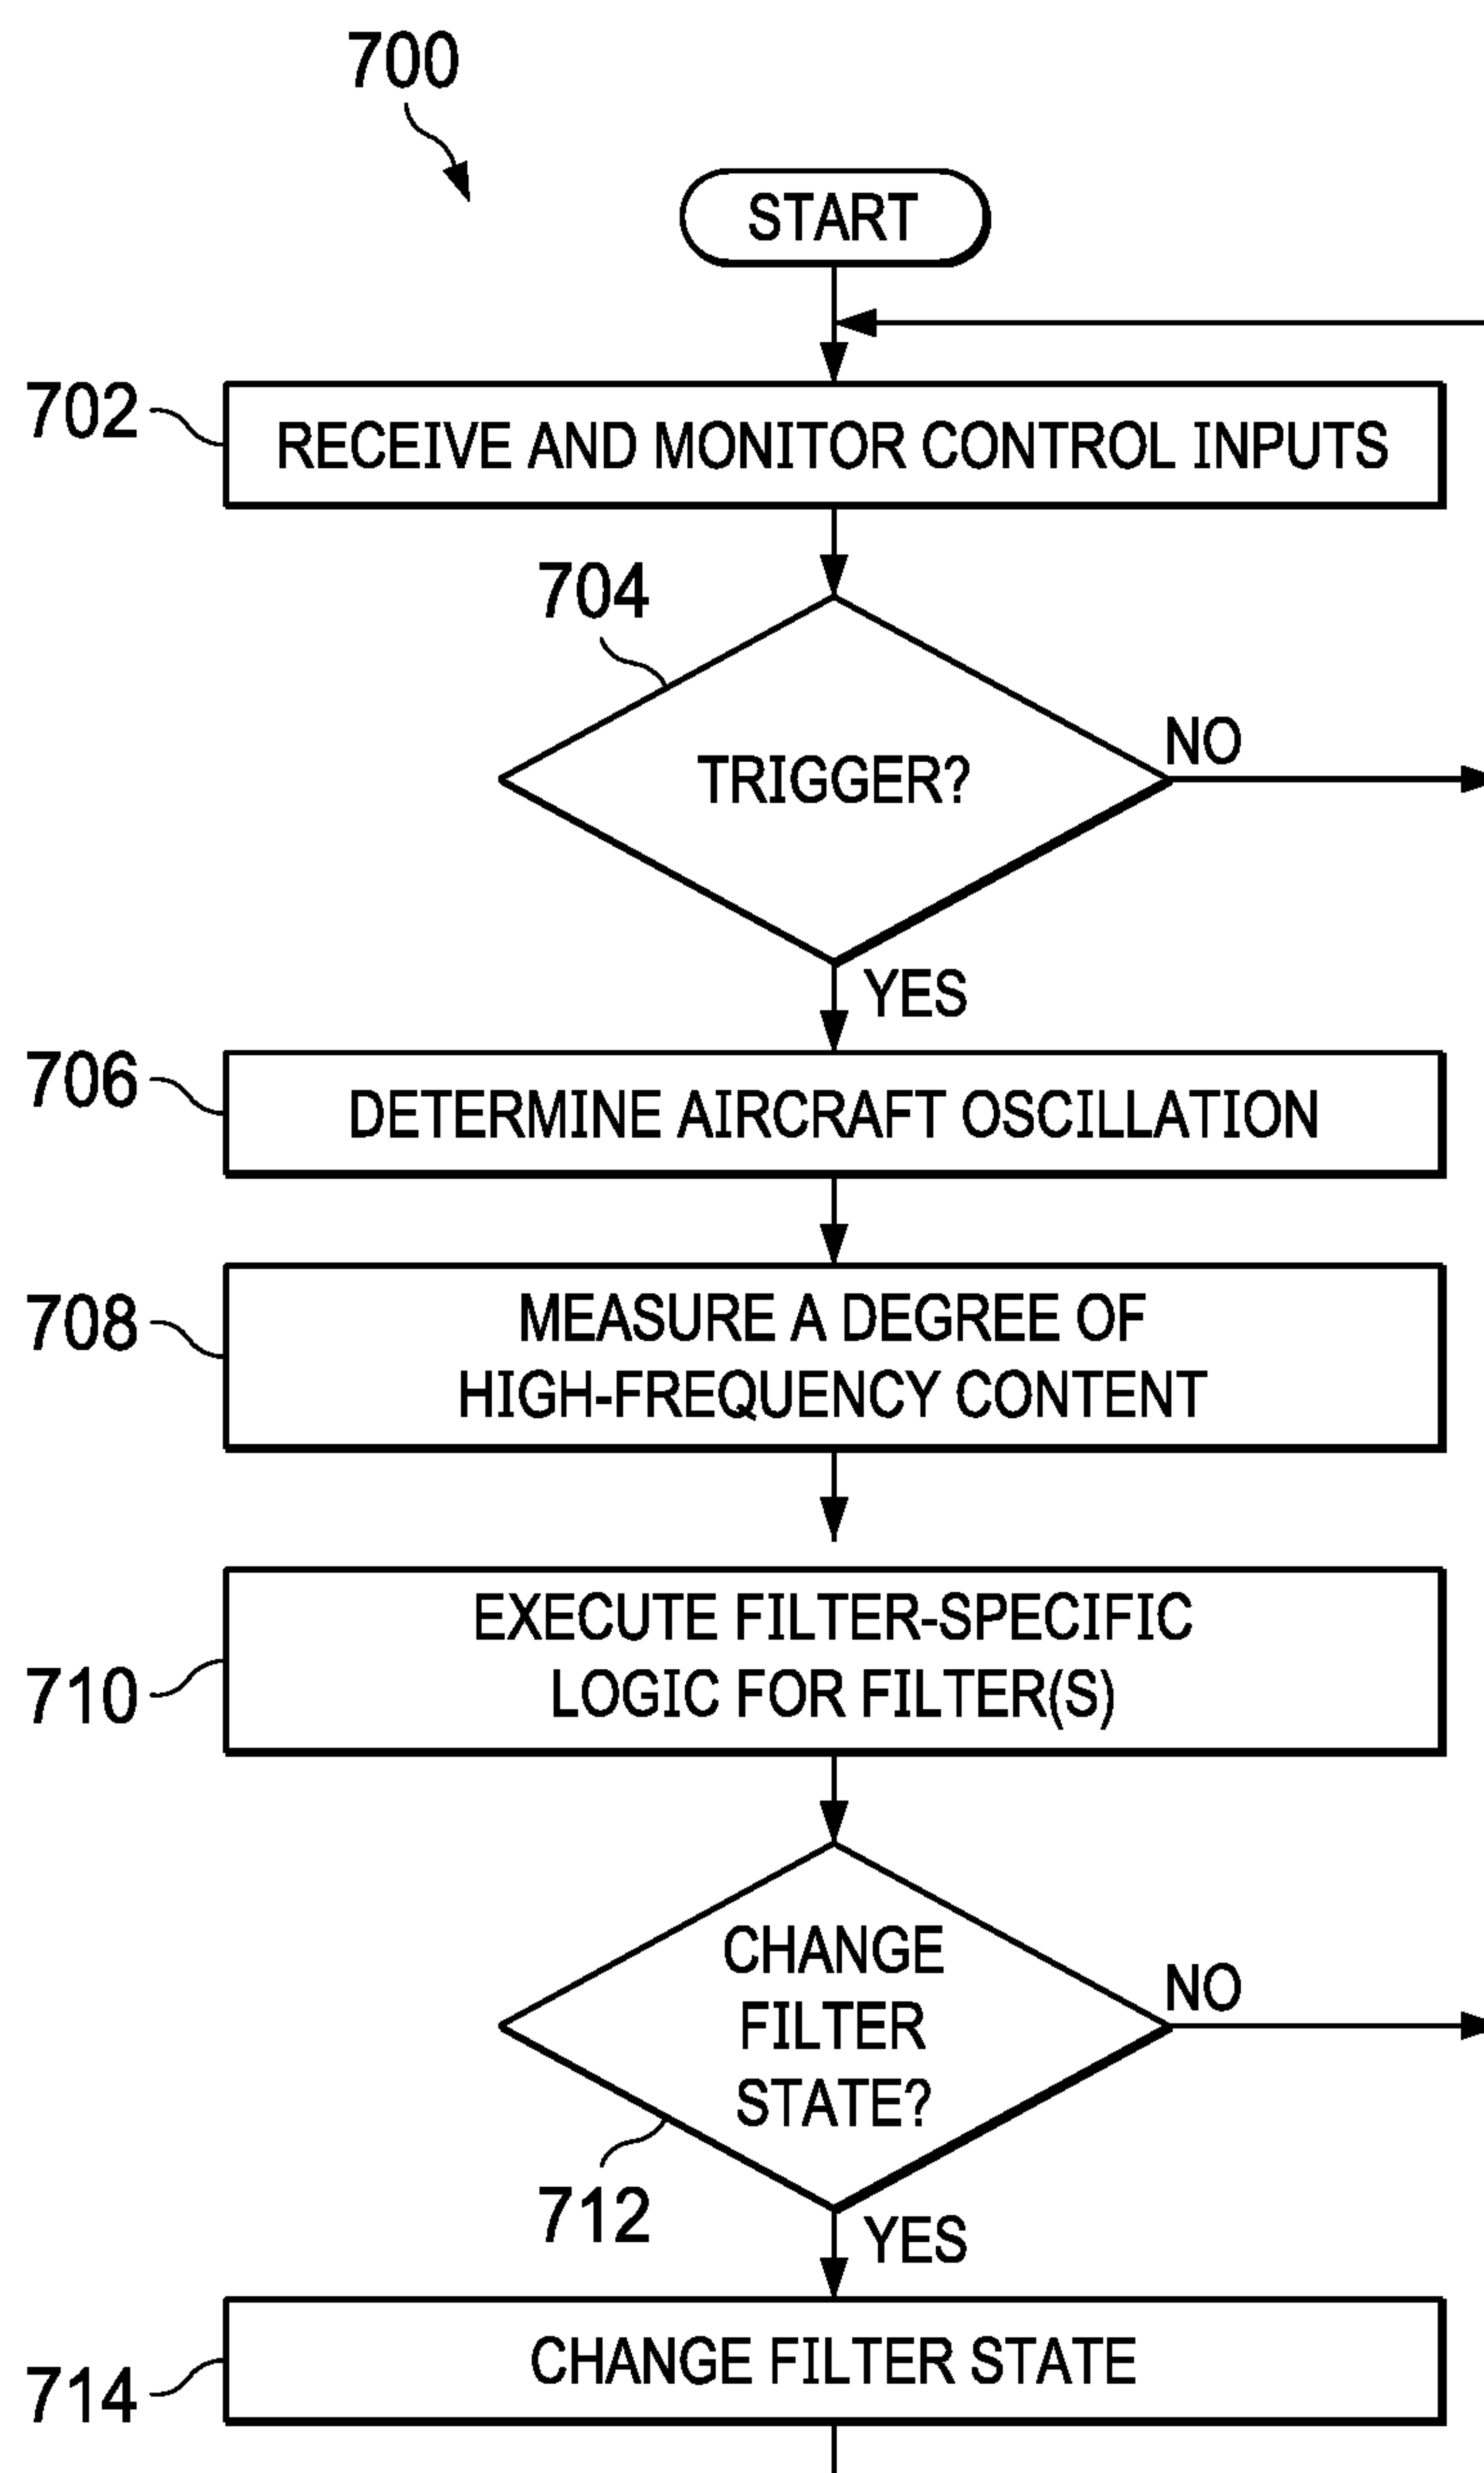 700
START
702
RECEIVE AND MONITOR CONTROL INPUTS
704
TRIGGER?
NO
YES
706
DETERMINE AIRCRAFT OSCILLATION
708
MEASURE A DEGREE OF
HIGH-FREQUENCY CONTENT
710
EXECUTE FILTER-SPECIFIC
LOGIC FOR FILTER(S)
CHANGE
FILTER
STATE?
NO
712
YES
714
CHANGE FILTER STATE